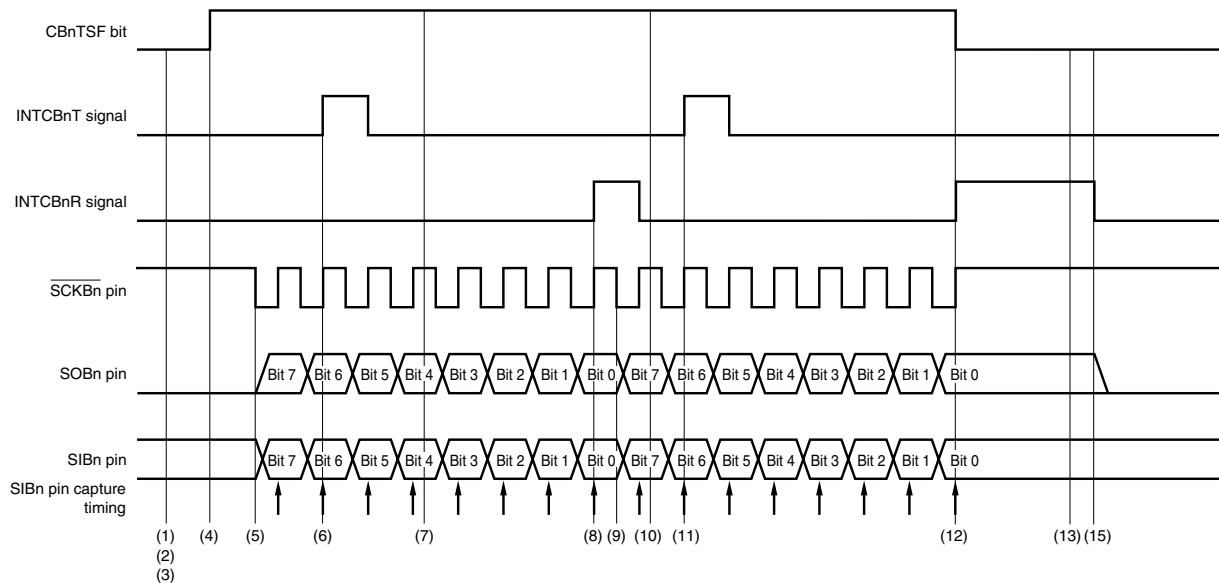 CBnTSF bit
INTCBnT signal
INTCBnR signal
SCKBn pin
SOBn pin
Bit 7 Bit 6 Bit 5 Bit 4 Bit 3 Bit 2 Bit 1 Bit 0 Bit 7 Bit 6 Bit 5 Bit 4 Bit 3 Bit 2 Bit 1 Bit 0
SIBn pin
Bit 7 Bit 6 Bit 5 Bit 4 Bit 3 Bit 2 Bit 1 Bit 0 Bit 7 Bit 6 Bit 5 Bit 4 Bit 3 Bit 2 Bit 1 Bit 0
SIBn pin capture
timing
(1) (4) (5) (6) (7) (8) (9) (10) (11) (12) (13) (15)
(2)
(3)